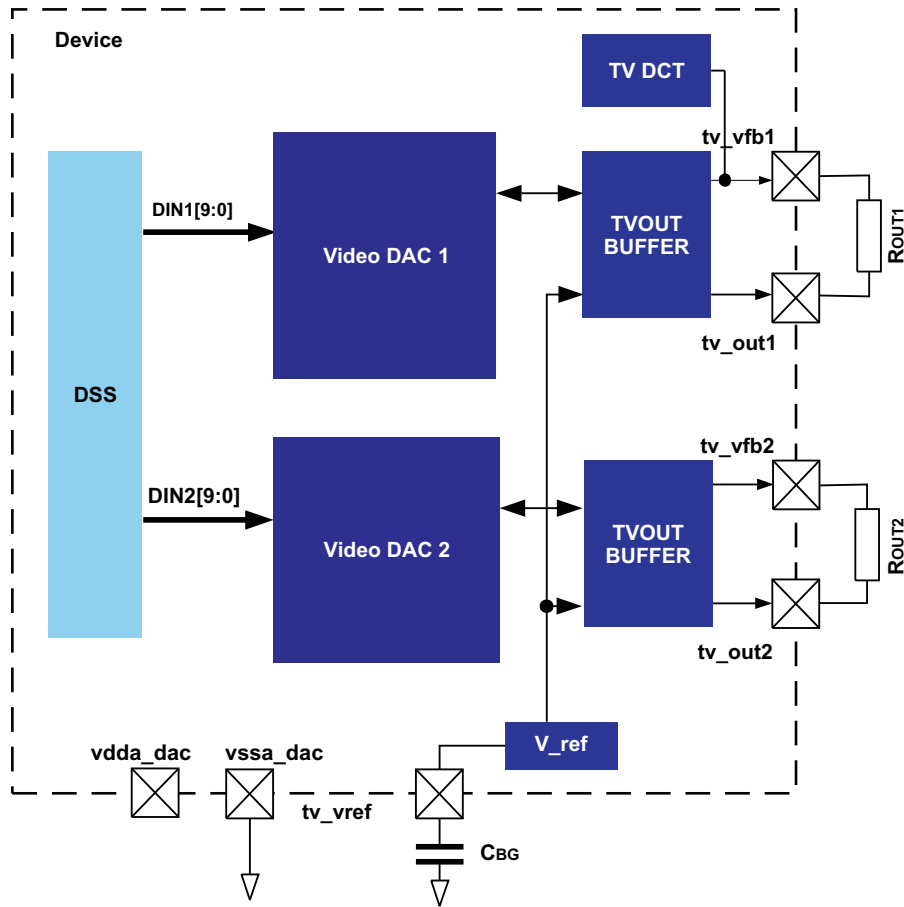 Device
TV DCT
tv_vfb1
DIN1[9:0]
Video DAC 1
TVOUT
BUFFER
ROUT1
tv_out1
DSS
tv_vfb2
DIN2[9:0]
Video DAC 2
TVOUT
BUFFER
ROUT2
tv_out2
V_ref
vdda_dac
vssa_dac
tv_vref
CBG